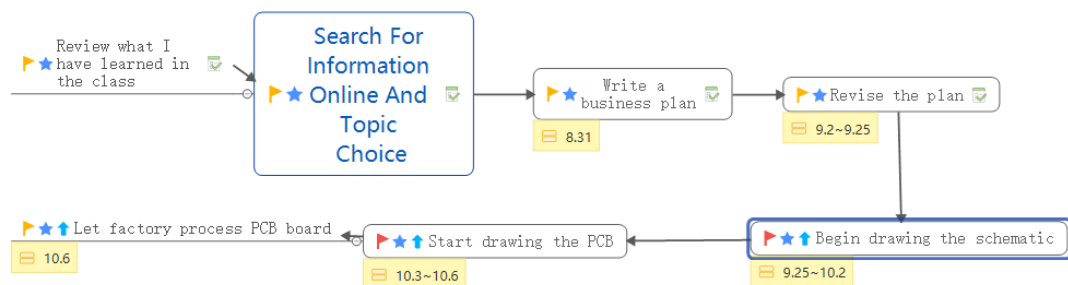 Review what I
have learned in
the class
Search For
Information
Online And
Topic
Choice
Write a
business plan
8.31
Revise the plan
9.2~9.25
Let factory process PCB board
10.6
Start drawing the PCB
10.3~10.6
Begin drawing the schematic
9.25~10.2